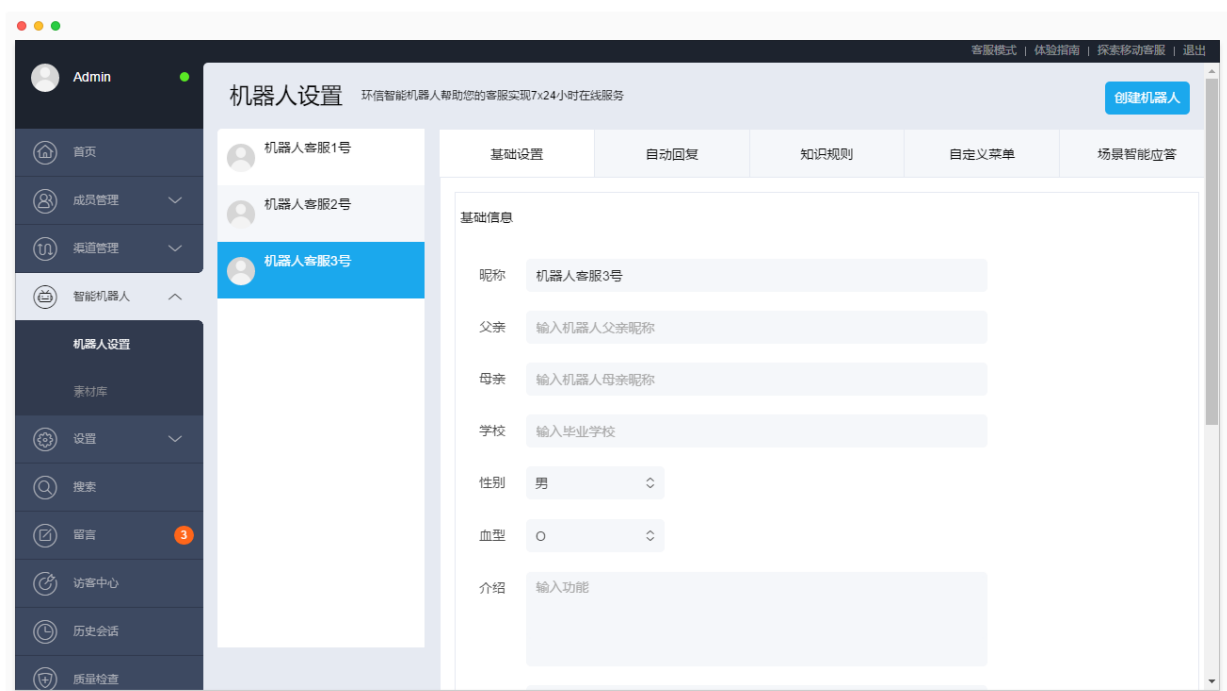 客服模式 | 体验指南 | 探索移动客服 | 退出
Admin
机器人设置 环信智能机器人帮助您的客服实现7x24小时在线服务 创建机器人
首页
成员管理
渠道管理
智能机器人
机器人设置
素材库
设置
搜索
留言 3
访客中心
历史会话
质量检查
机器人客服1号
机器人客服2号
机器人客服3号
基础设置 自动回复 知识规则 自定义菜单 场景智能应答
基础信息
昵称 机器人客服3号
父亲 输入机器人父亲昵称
母亲 输入机器人母亲昵称
学校 输入毕业学校
性别 男
血型 O
介绍 输入功能